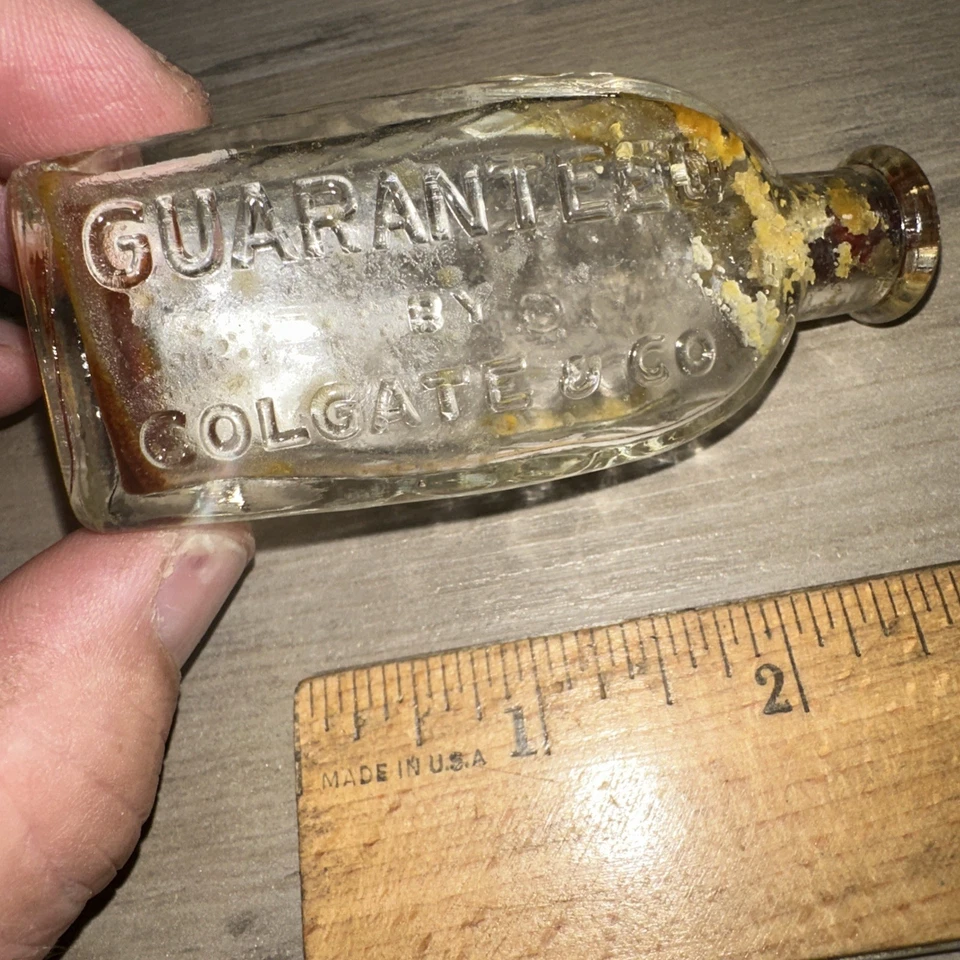 GUARANTEED
BY
COLGATE & CO
1
2
MADE IN U.S.A